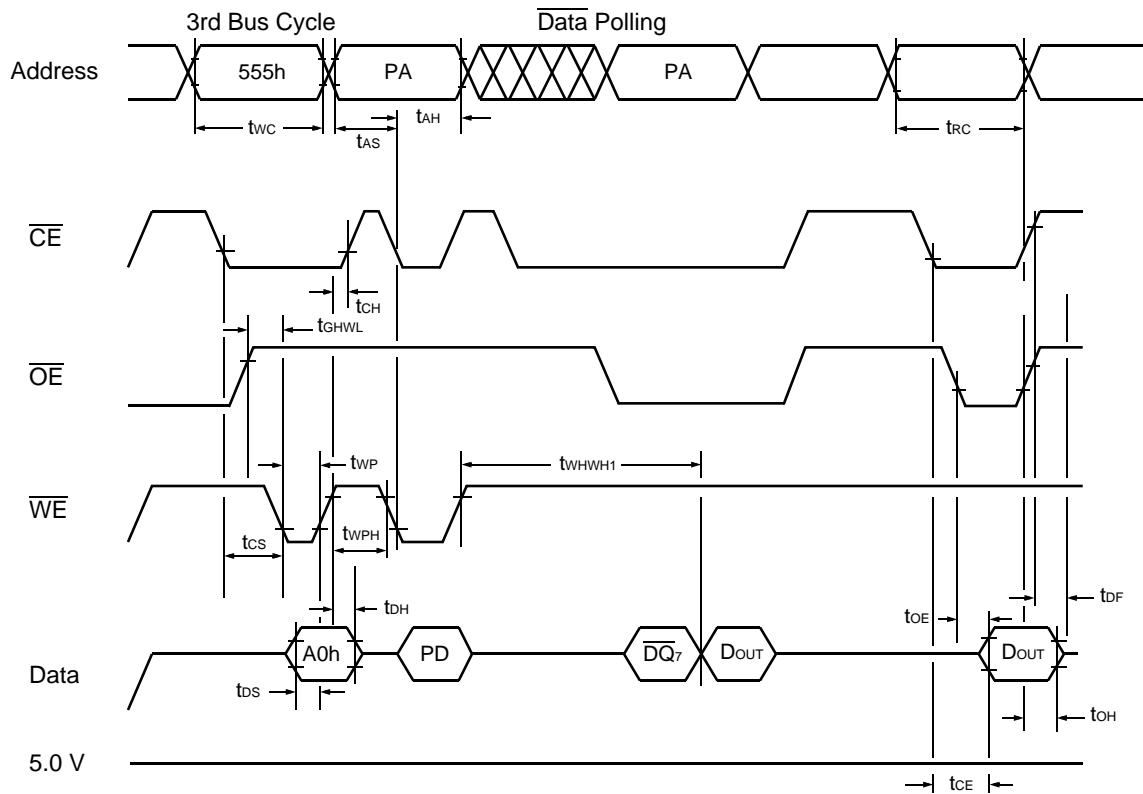 3rd Bus Cycle
Data Polling
Address
555h
PA
PA
tWC
tAS
tAH
tRC
CE
tCH
tGHWL
OE
tWP
tWHWH1
WE
tCS
tWPH
tDH
tOE
tDF
Data
A0h
PD
DQ7
DOUT
DOUT
tDS
tOH
5.0 V
tCE